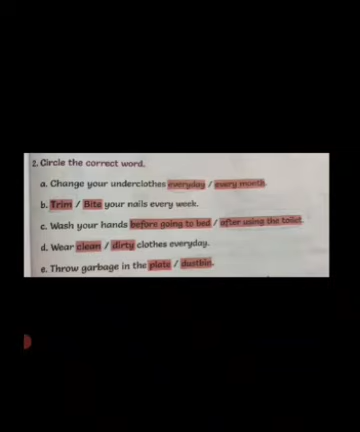 2. Circle the correct word.
a. Change your underclothes everyday / every month.
b. Trim / Bite your nails every week.
c. Wash your hands before going to bed / after using the toilet.
d. Wear clean / dirty clothes everyday.
e. Throw garbage in the plate / dustbin.